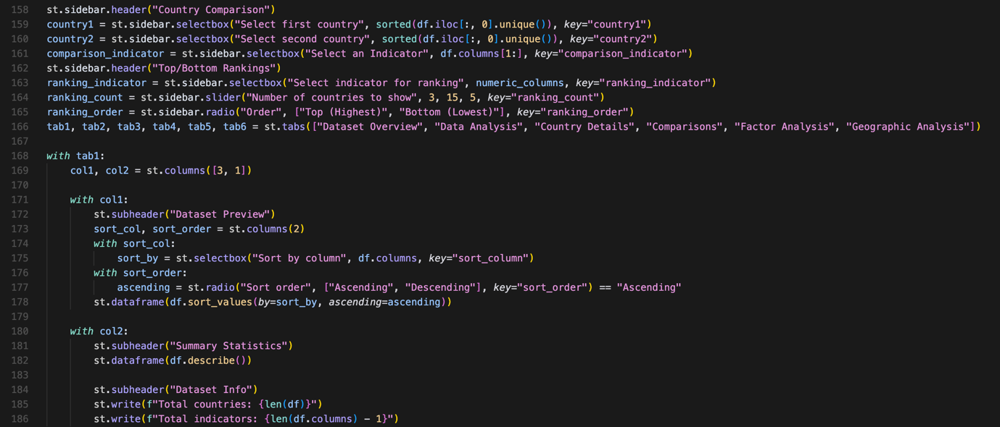 158 st.sidebar.header("Country Comparison")
159 country1 = st.sidebar.selectbox("Select first country", sorted(df.iloc[:, 0].unique()), key="country1")
160 country2 = st.sidebar.selectbox("Select second country", sorted(df.iloc[:, 0].unique()), key="country2")
161 comparison_indicator = st.sidebar.selectbox("Select an Indicator", df.columns[1:], key="comparison_indicator")
162 st.sidebar.header("Top/Bottom Rankings")
163 ranking_indicator = st.sidebar.selectbox("Select indicator for ranking", numeric_columns, key="ranking_indicator")
164 ranking_count = st.sidebar.slider("Number of countries to show", 3, 15, 5, key="ranking_count")
165 ranking_order = st.sidebar.radio("Order", ["Top (Highest)", "Bottom (Lowest)"], key="ranking_order")
166 tab1, tab2, tab3, tab4, tab5, tab6 = st.tabs(["Dataset Overview", "Data Analysis", "Country Details", "Comparisons", "Factor Analysis", "Geographic Analysis"])
167
168 with tab1:
169     col1, col2 = st.columns([3, 1])
170
171     with col1:
172         st.subheader("Dataset Preview")
173         sort_col, sort_order = st.columns(2)
174         with sort_col:
175             sort_by = st.selectbox("Sort by column", df.columns, key="sort_column")
176         with sort_order:
177             ascending = st.radio("Sort order", ["Ascending", "Descending"], key="sort_order") == "Ascending"
178         st.dataframe(df.sort_values(by=sort_by, ascending=ascending))
179
180     with col2:
181         st.subheader("Summary Statistics")
182         st.dataframe(df.describe())
183
184         st.subheader("Dataset Info")
185         st.write(f"Total countries: {len(df)}")
186         st.write(f"Total indicators: {len(df.columns) - 1}")